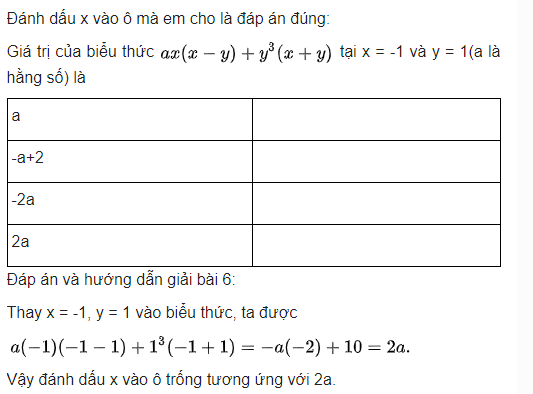 Đánh dấu x vào ô mà em cho là đáp án đúng:
Giá trị của biểu thức ax(x − y) + y³(x + y) tại x = -1 và y = 1(a là
hằng số) là
a
-a+2
-2a
2a
Đáp án và hướng dẫn giải bài 6:
Thay x = -1, y = 1 vào biểu thức, ta được
a(−1)(−1 − 1) + 1³(−1 + 1) = −a(−2) + 10 = 2a.
Vậy đánh dấu x vào ô trống tương ứng với 2a.